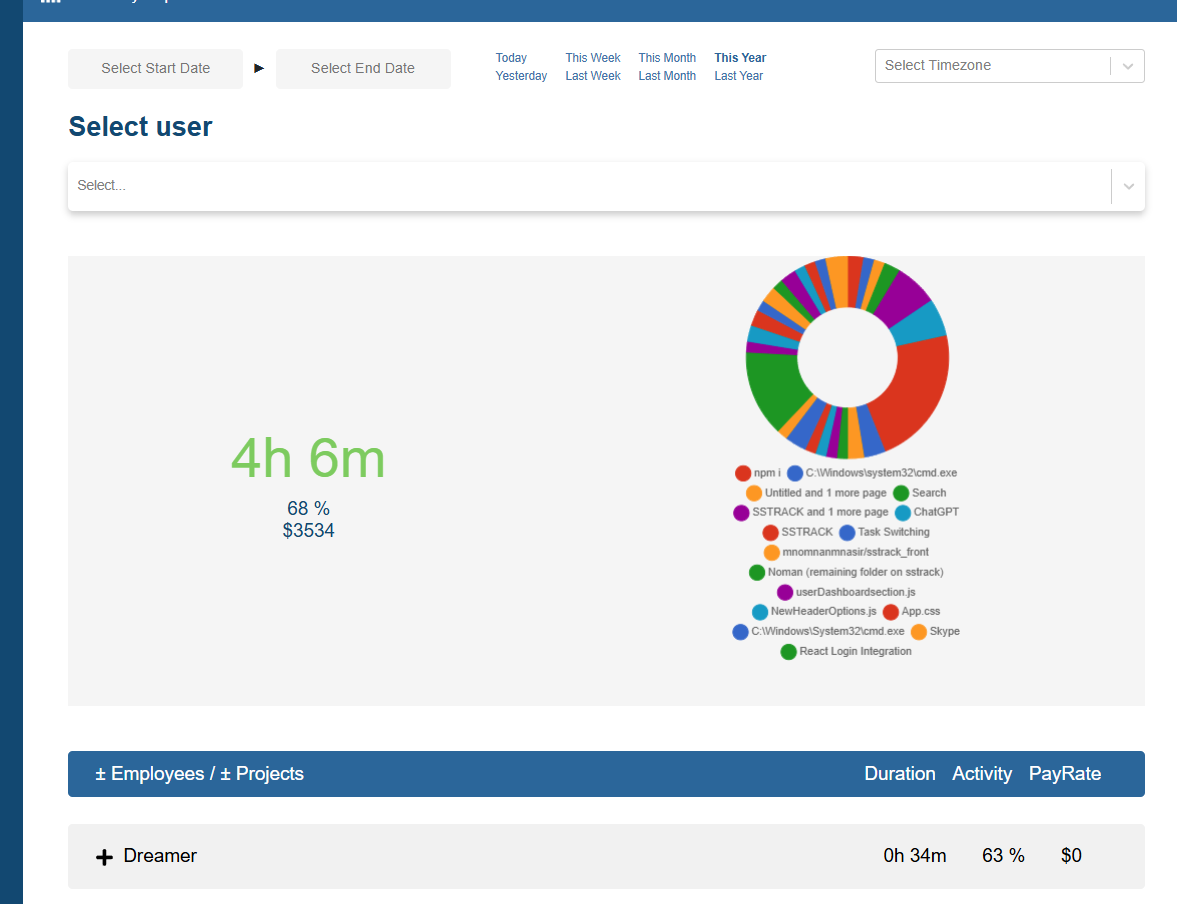 Select Start Date ► Select End Date
Today This Week This Month This Year
Yesterday Last Week Last Month Last Year
Select Timezone
Select user
Select...
4h 6m
68 %
$3534
npm i C:\Windows\system32\cmd.exe
Untitled and 1 more page Search
SSTRACK and 1 more page ChatGPT
SSTRACK Task Switching
mnomnanmnasir/sstrack_front
Noman (remaining folder on sstrack)
userDashboardsection.js
NewHeaderOptions.js App.css
C:\Windows\System32\cmd.exe Skype
React Login Integration
± Employees / ± Projects Duration Activity PayRate
Dreamer 0h 34m 63 % $0